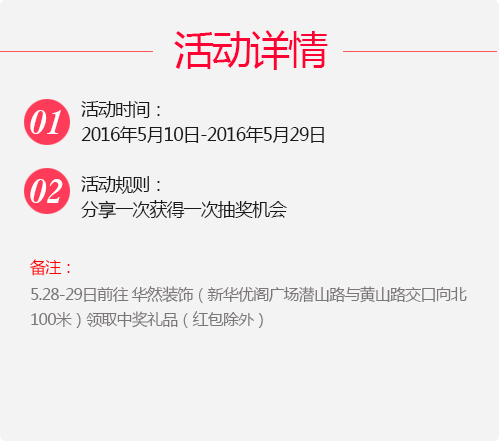 活动详情
01
活动时间：
2016年5月10日-2016年5月29日
02
活动规则：
分享一次获得一次抽奖机会
备注：
5.28-29日前往 华然装饰（新华优阁广场潜山路与黄山路交口向北
100米）领取中奖礼品（红包除外）